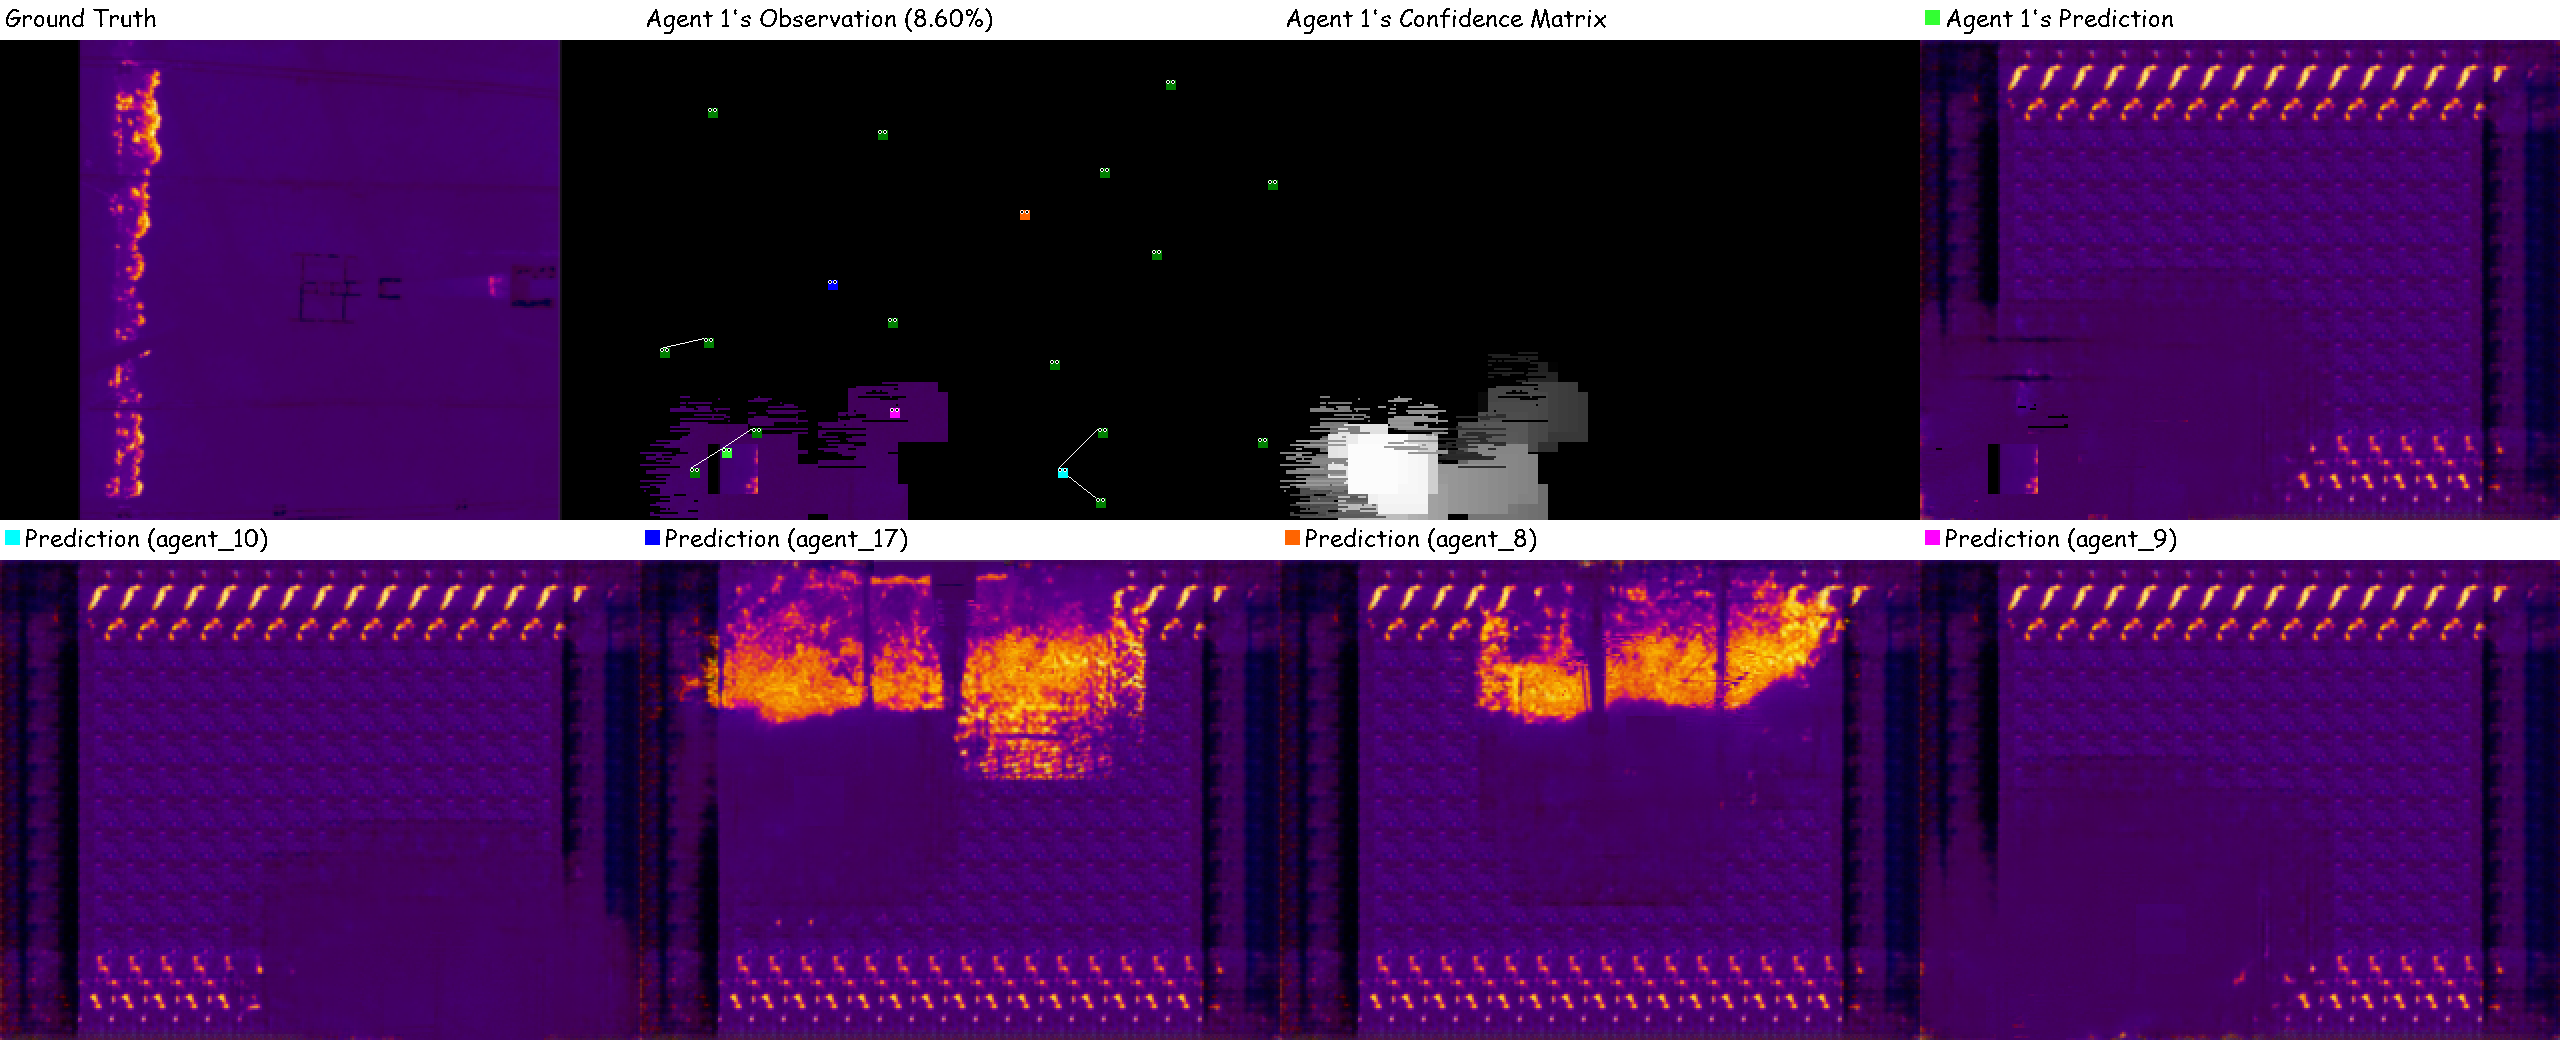 Ground Truth
Agent 1's Observation (8.60%)
Agent 1's Confidence Matrix
Agent 1's Prediction
Prediction (agent_10)
Prediction (agent_17)
Prediction (agent_8)
Prediction (agent_9)